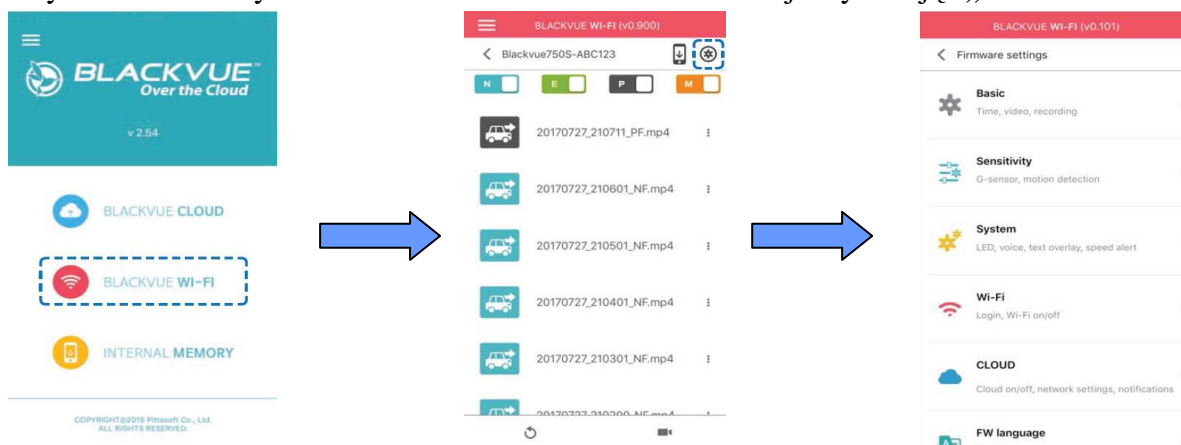 BLACKVUE
Over the Cloud
v 2.54
BLACKVUE CLOUD
BLACKVUE WI-FI
INTERNAL MEMORY
COPYRIGHT@2015 Pittasoft Co., Ltd.
ALL RIGHTS RESERVED.
BLACKVUE WI-FI (v0.900)
Blackvue750S-ABC123
N E P M
20170727_210711_PF.mp4
20170727_210601_NF.mp4
20170727_210501_NF.mp4
20170727_210401_NF.mp4
20170727_210301_NF.mp4
BLACKVUE WI-FI (v0.101)
Firmware settings
Basic
Time, video, recording
Sensitivity
G-sensor, motion detection
System
LED, voice, text overlay, speed alert
Wi-Fi
Login, Wi-Fi on/off
CLOUD
Cloud on/off, network settings, notifications
FW language